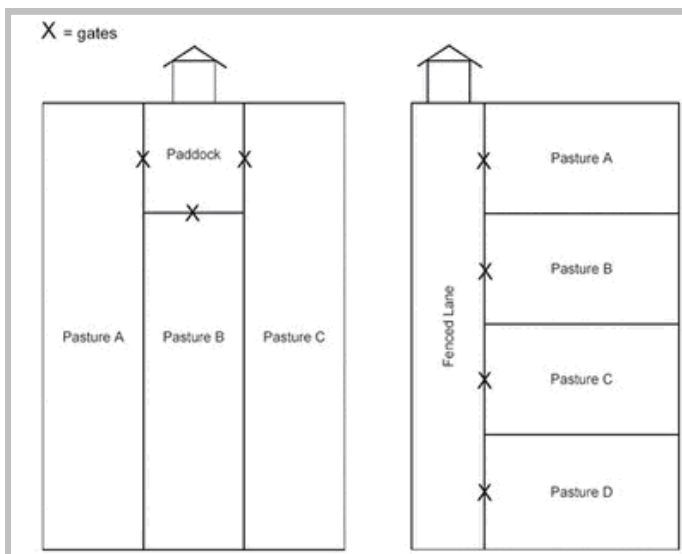 X = gates
Paddock
Pasture A
Pasture B
Pasture C
Fenced Lane
Pasture A
Pasture B
Pasture C
Pasture D